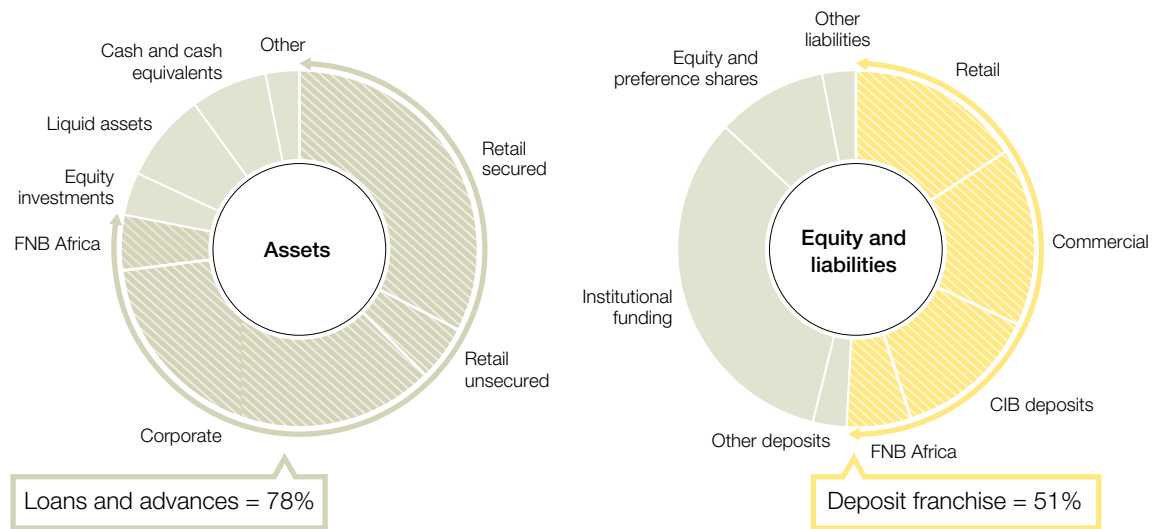 Other
Cash and cash
equivalents
Liquid assets
Equity
investments
FNB Africa
Retail
secured
Assets
Retail
unsecured
Corporate
Loans and advances = 78%
Other
liabilities
Equity and
preference shares
Retail
Commercial
Equity and
liabilities
Institutional
funding
CIB deposits
Other deposits
FNB Africa
Deposit franchise = 51%